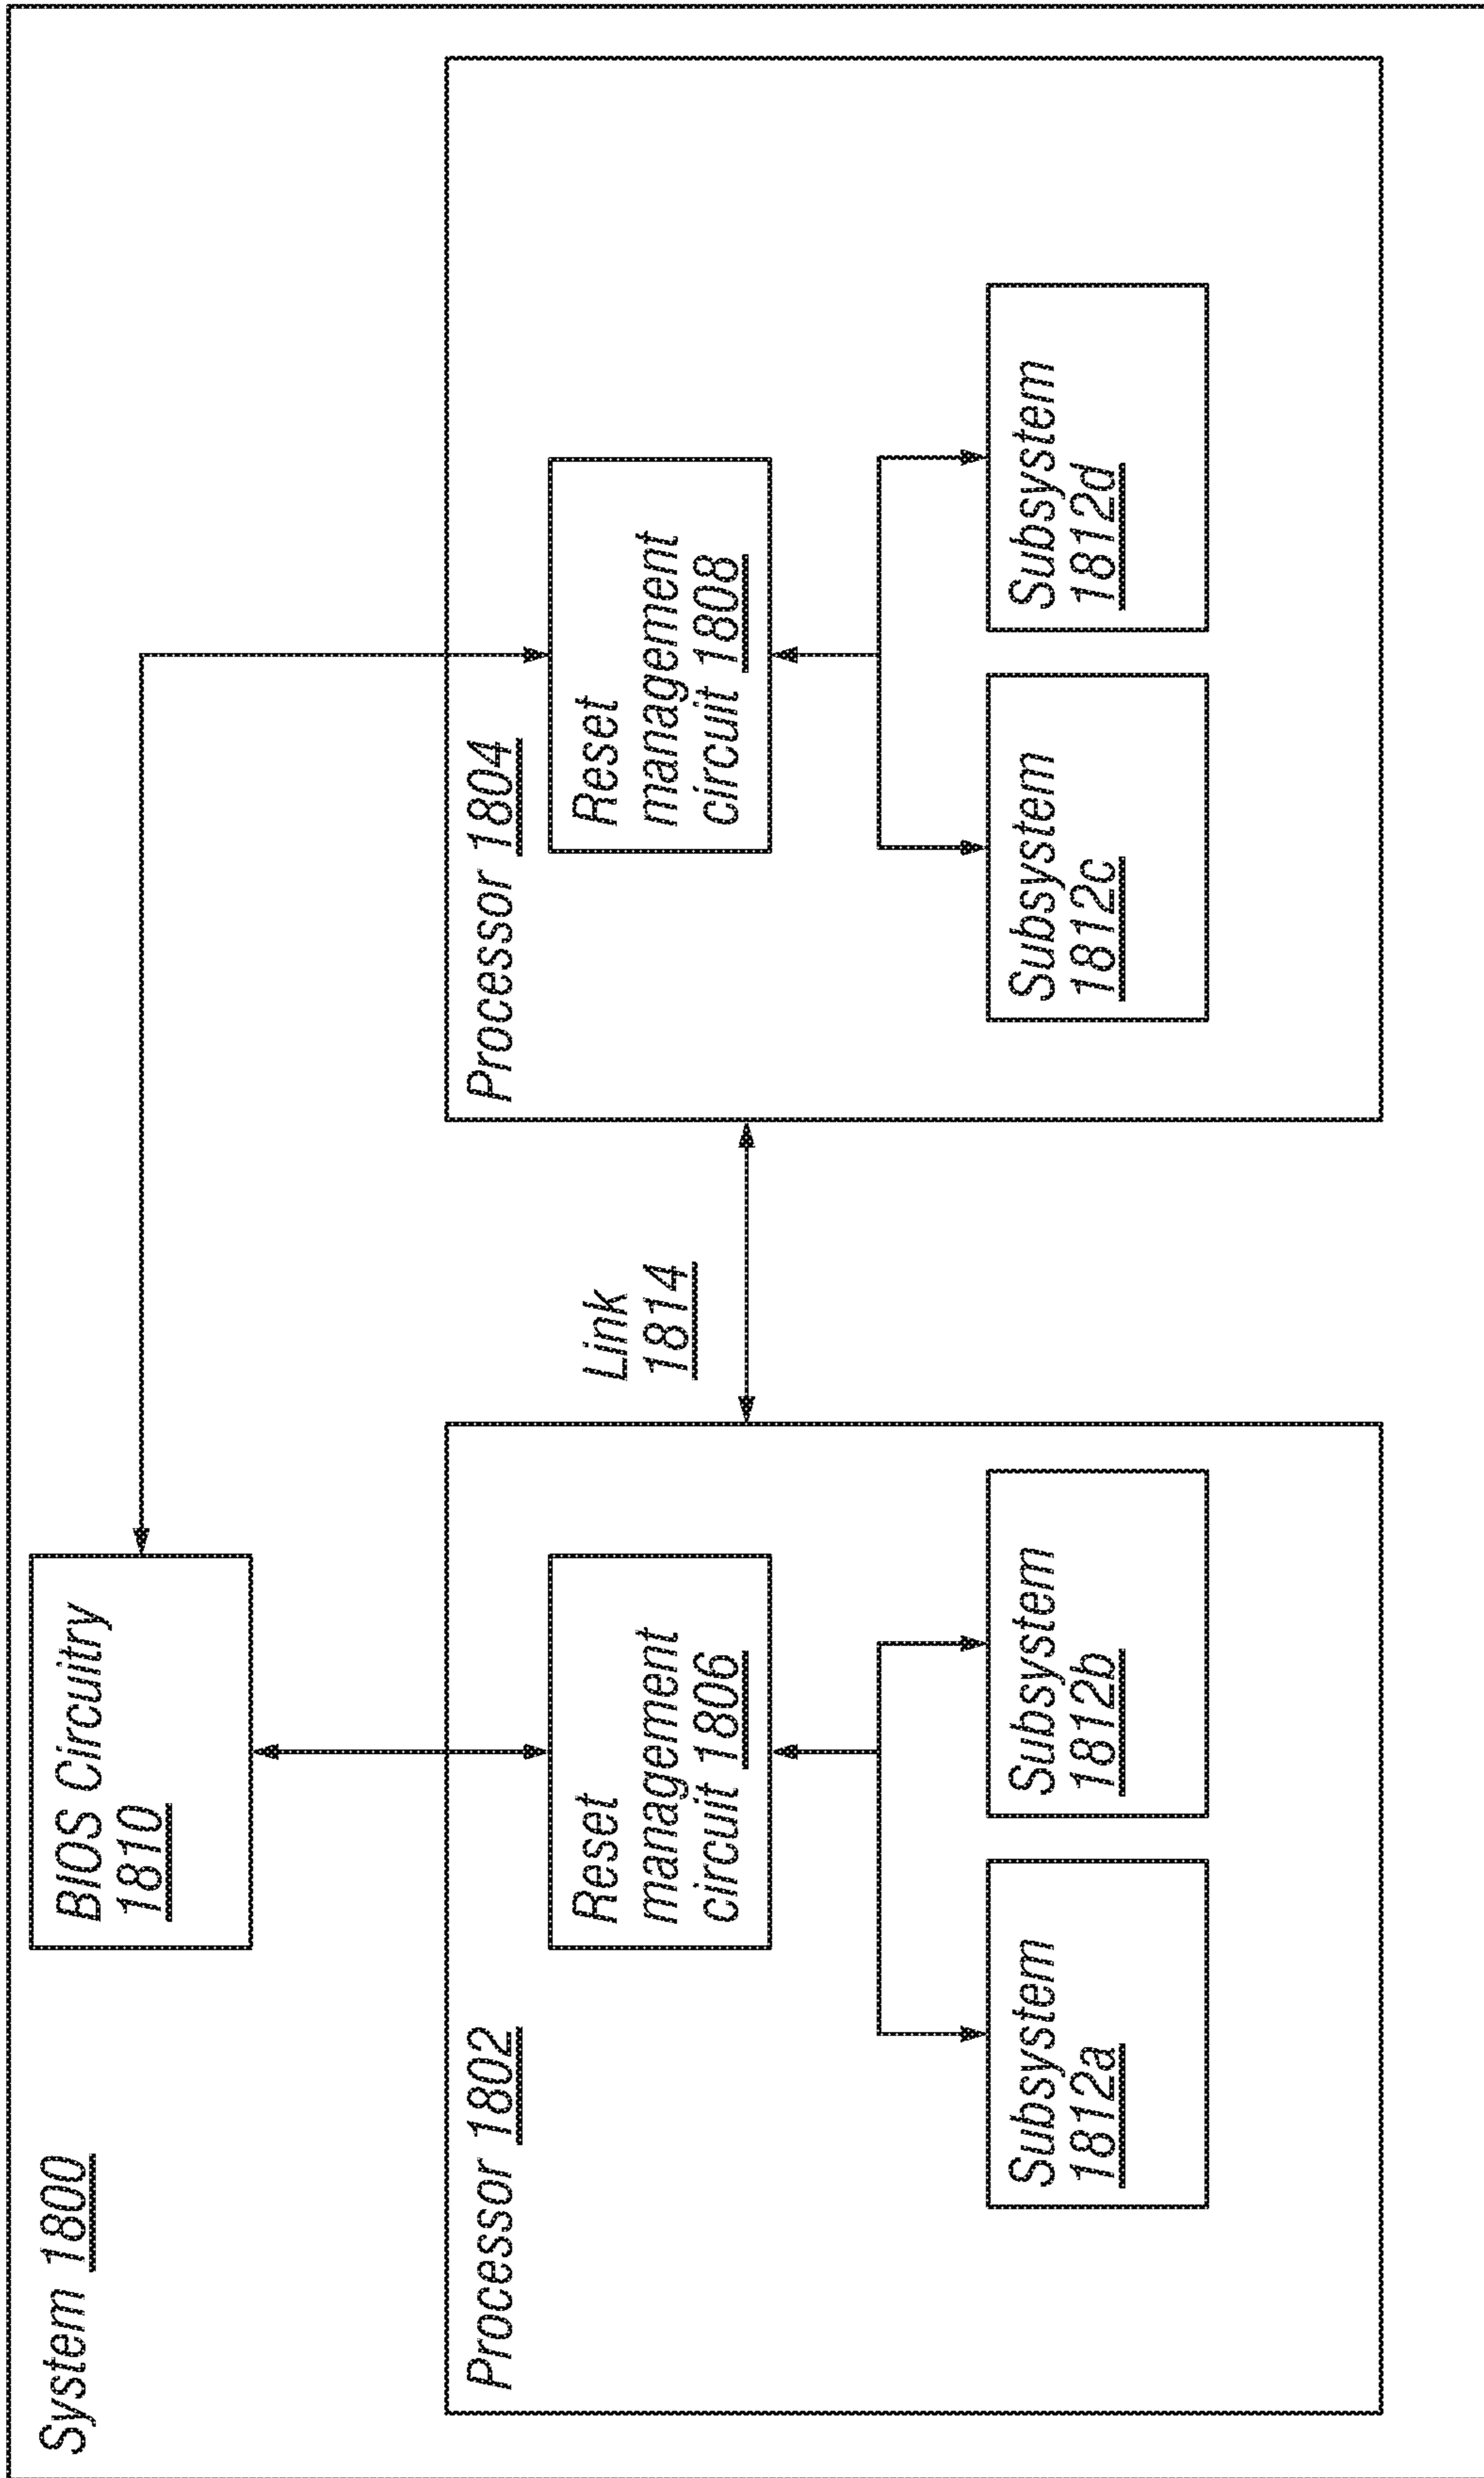 System 1800
BIOS Circuitry
1810
Processor 1802
Reset
management
circuit 1806
Subsystem
1812a
Subsystem
1812b
Link
1814
Processor 1804
Reset
management
circuit 1808
Subsystem
1812c
Subsystem
1812d